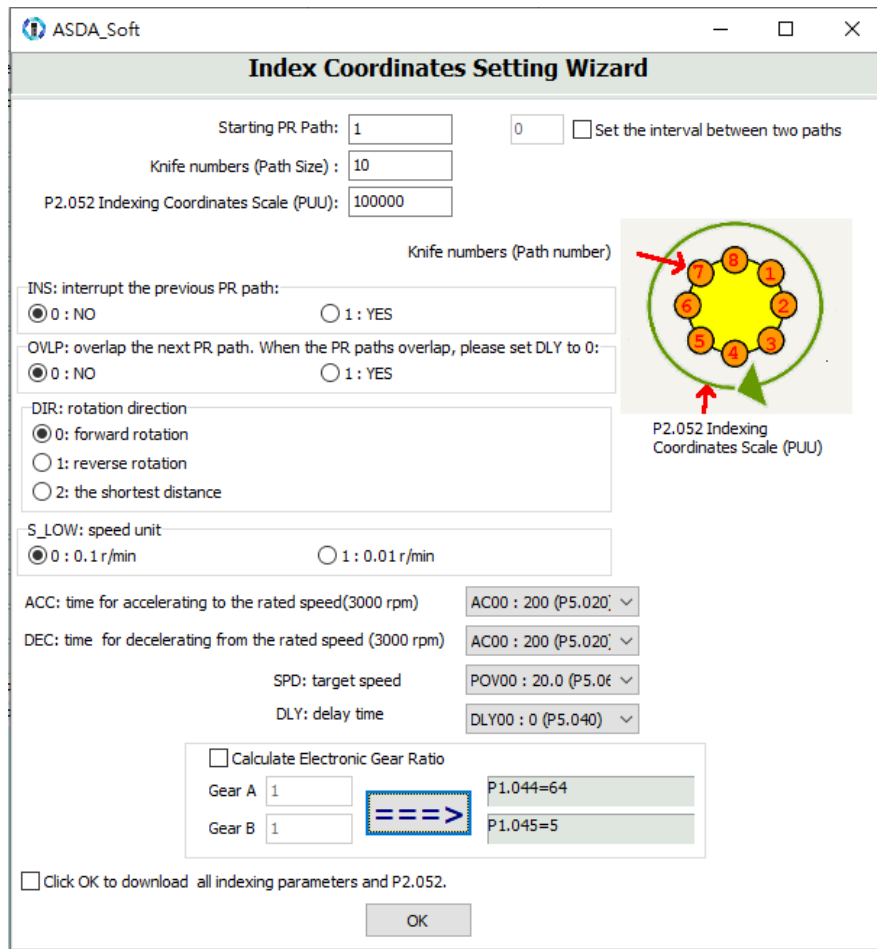 ASDA_Soft
Index Coordinates Setting Wizard
Starting PR Path: 1 0 Set the interval between two paths
Knife numbers (Path Size) : 10
P2.052 Indexing Coordinates Scale (PUU): 100000
Knife numbers (Path number)
8
7 1
6 2
5 3
4
P2.052 Indexing
Coordinates Scale (PUU)
INS: interrupt the previous PR path:
0 : NO 1 : YES
OVLP: overlap the next PR path. When the PR paths overlap, please set DLY to 0:
0 : NO 1 : YES
DIR: rotation direction
0: forward rotation
1: reverse rotation
2: the shortest distance
S_LOW: speed unit
0 : 0.1 r/min 1 : 0.01 r/min
ACC: time for accelerating to the rated speed(3000 rpm) AC00 : 200 (P5.020)
DEC: time for decelerating from the rated speed (3000 rpm) AC00 : 200 (P5.020)
SPD: target speed POV00 : 20.0 (P5.06
DLY: delay time DLY00 : 0 (P5.040)
Calculate Electronic Gear Ratio
Gear A 1 ===> P1.044=64
Gear B 1 P1.045=5
Click OK to download all indexing parameters and P2.052.
OK